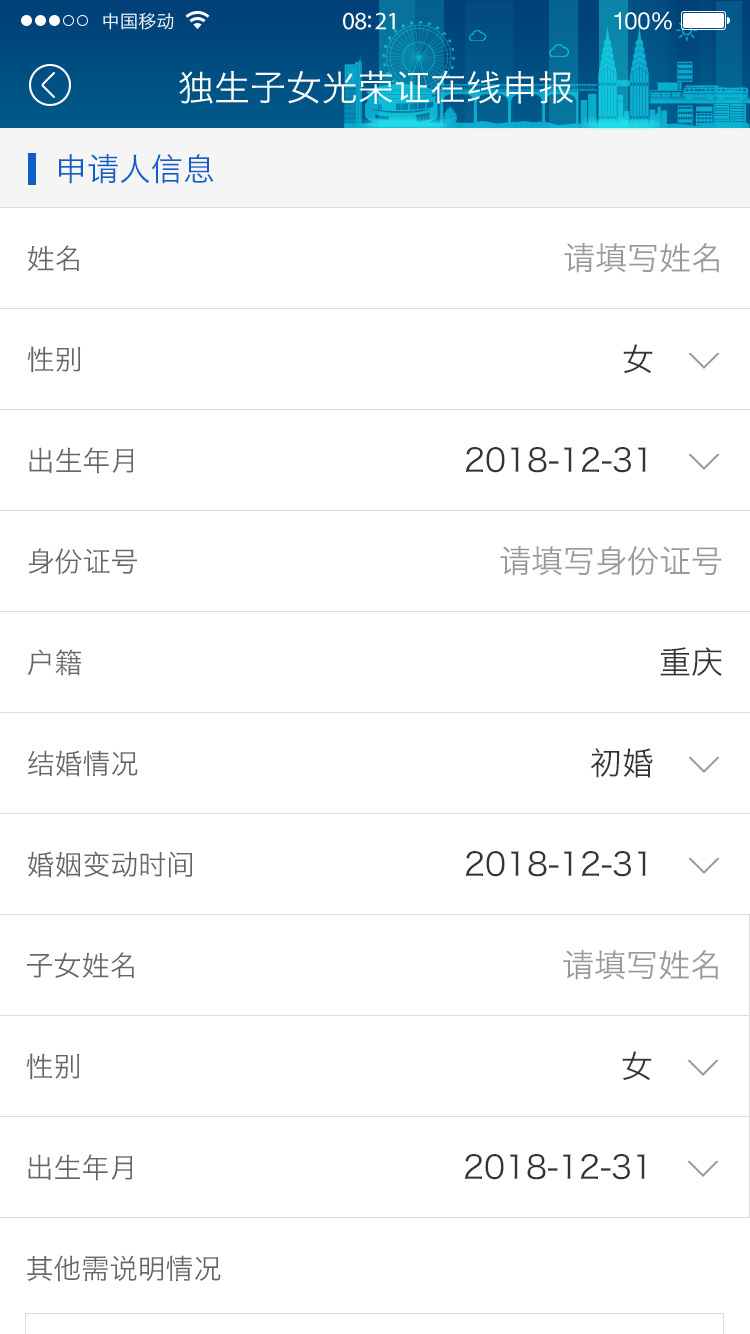 中国移动 08:21 100%
独生子女光荣证在线申报
申请人信息
姓名 请填写姓名
性别 女
出生年月 2018-12-31
身份证号 请填写身份证号
户籍 重庆
结婚情况 初婚
婚姻变动时间 2018-12-31
子女姓名 请填写姓名
性别 女
出生年月 2018-12-31
其他需说明情况